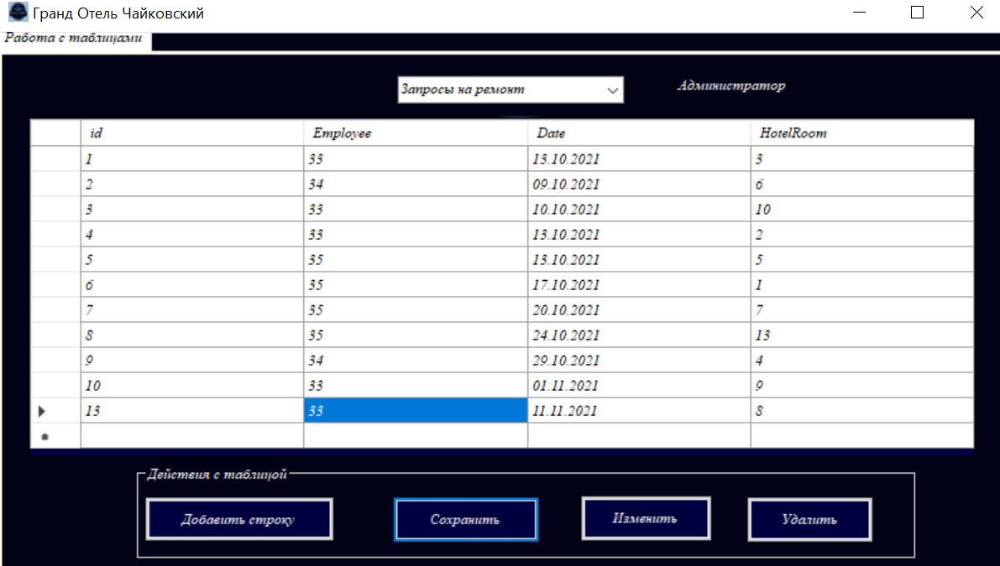 Гранд Отель Чайковский
Работа с таблицами
Запросы на ремонт Администратор
id Employee Date HotelRoom
1 33 13.10.2021 3
2 34 09.10.2021 6
3 33 10.10.2021 10
4 33 13.10.2021 2
5 35 13.10.2021 5
6 35 17.10.2021 1
7 35 20.10.2021 7
8 35 24.10.2021 13
9 34 29.10.2021 4
10 33 01.11.2021 9
13 33 11.11.2021 8
Действия с таблицой
Добавить строку Сохранить Изменить Удалить